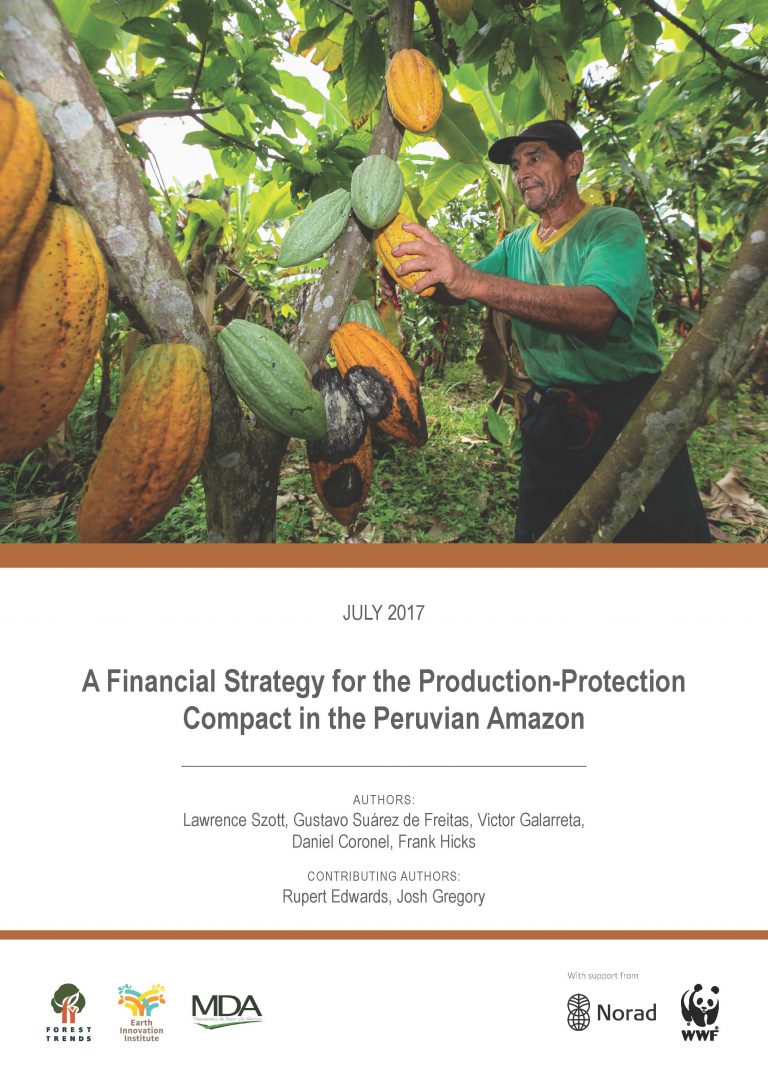 JULY 2017
A Financial Strategy for the Production-Protection
Compact in the Peruvian Amazon
AUTHORS:
Lawrence Szott, Gustavo Suárez de Freitas, Victor Galarreta,
Daniel Coronel, Frank Hicks
CONTRIBUTING AUTHORS:
Rupert Edwards, Josh Gregory
With support from
FOREST
TRENDS
Earth
Innovation
Institute
MDA
Norad
WWF